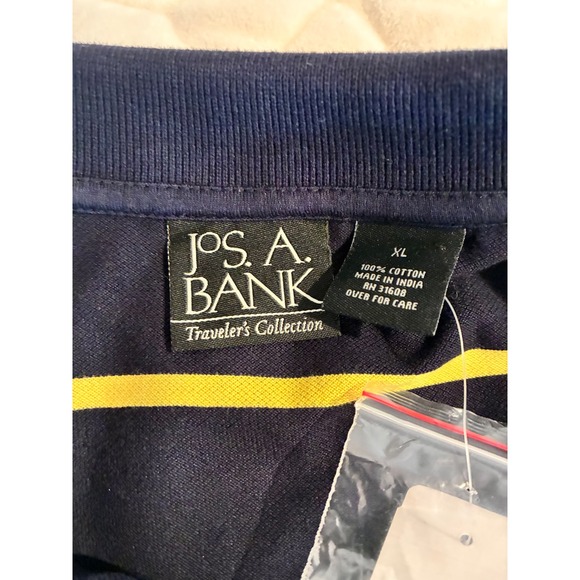 JOS. A.
BANK
Traveler's Collection
XL
100% COTTON
MADE IN INDIA
RN 31608
OVER FOR CARE